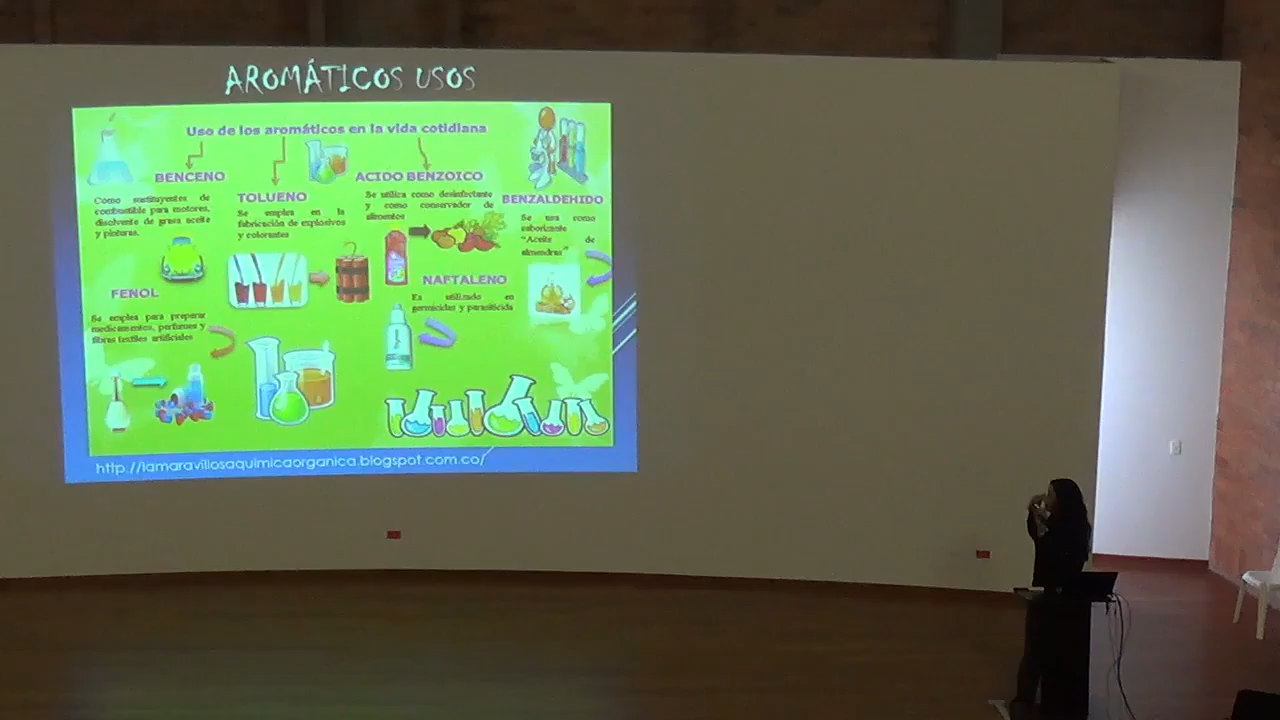 AROMÁTICOS USOS
Uso de los aromáticos en la vida cotidiana
BENCENO
Como sustituyentes de
combustible para motores,
disolvente de grasa aceite
y pinturas.
TOLUENO
Se emplea en la
fabricación de explosivos
y colorantes
ACIDO BENZOICO
Se utiliza como desinfectante
y como conservador de
alimentos
BENZALDEHIDO
Se usa como
saborizante
"Aceite de
almendras"
FENOL
Se emplea para preparar
medicamentos, perfumes y
fibras textiles artificiales
NAFTALENO
Es utilizado en
germicidas y parasiticida
http://lamaravillosaquimicaorganica.blogspot.com.co/